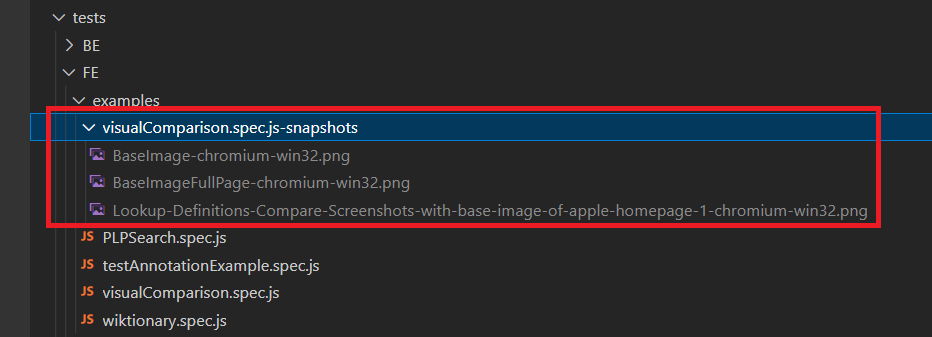 tests
BE
FE
examples
visualComparison.spec.js-snapshots
BaseImage-chromium-win32.png
BaseImageFullPage-chromium-win32.png
Lookup-Definitions-Compare-Screenshots-with-base-image-of-apple-homepage-1-chromium-win32.png
JS PLPSearch.spec.js
JS testAnnotationExample.spec.js
JS visualComparison.spec.js
JS wiktionary.spec.js